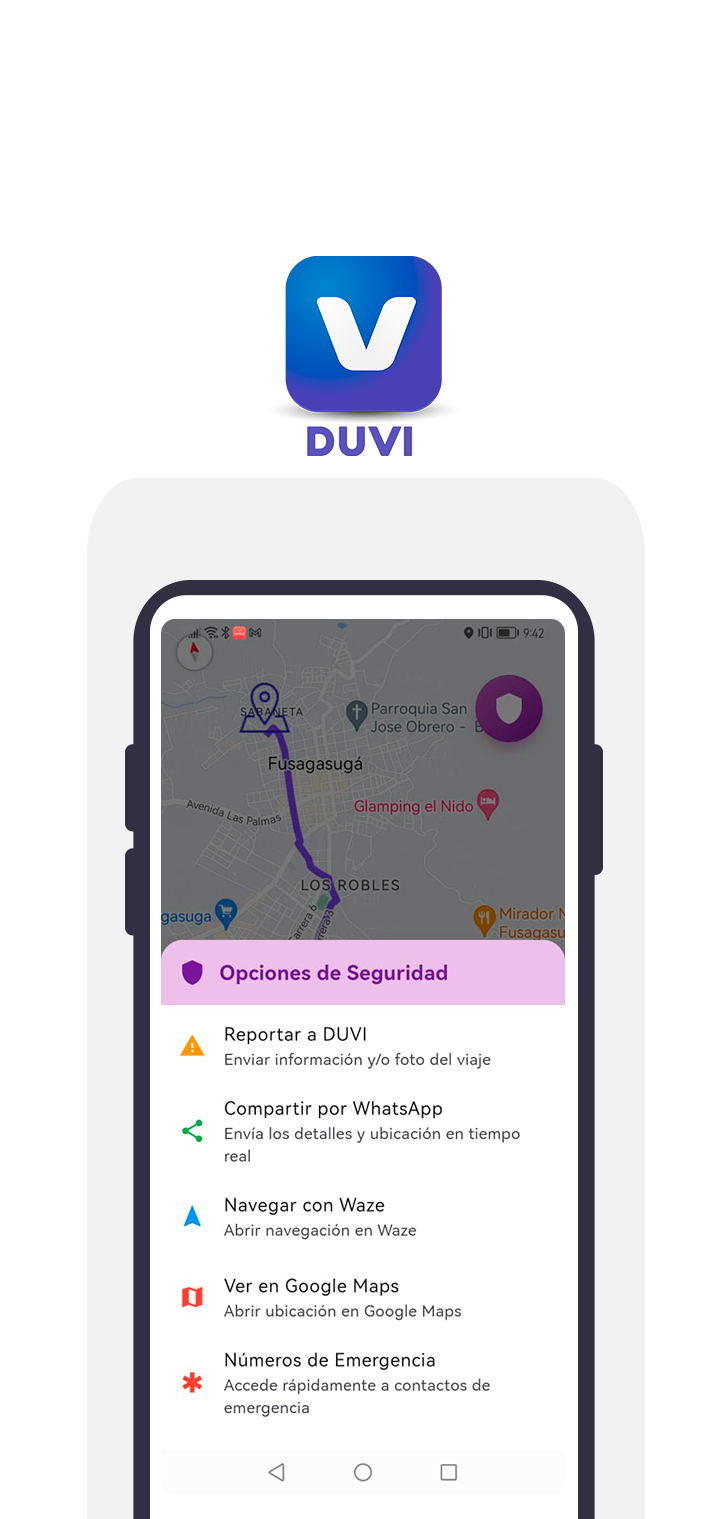 V
DUVI
9:42
SABANETA
Parroquia San
Jose Obrero - E
Fusagasugá
Glamping el Nido
Avenida Las Palmas
LOS ROBLES
gasuga
Carrera 6
Carrera 13
Mirador M
Fusagasu
Opciones de Seguridad
Reportar a DUVI
Enviar información y/o foto del viaje
Compartir por WhatsApp
Envía los detalles y ubicación en tiempo
real
Navegar con Waze
Abrir navegación en Waze
Ver en Google Maps
Abrir ubicación en Google Maps
Números de Emergencia
Accede rápidamente a contactos de
emergencia